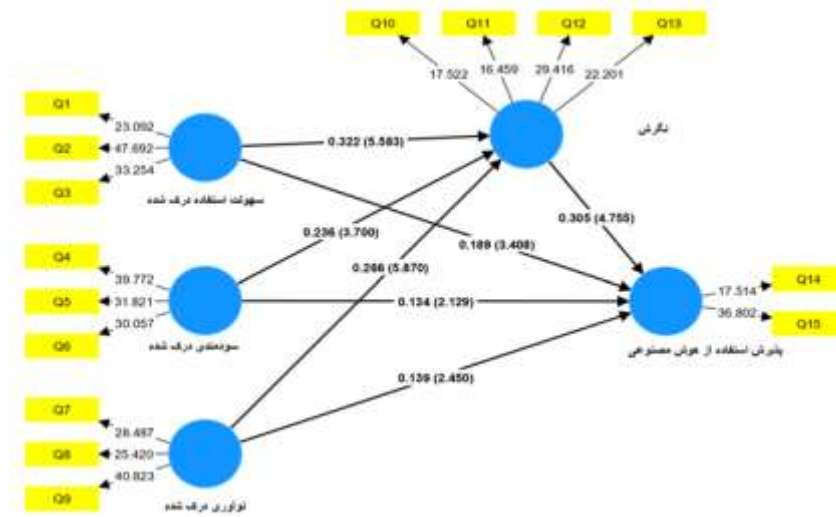 Q10
Q11
Q12
Q13
17.522
16.459
29.416
22.201
نگرش
Q1
Q2
Q3
23.092
47.692
33.254
سهولت استفاده درک شده
0.322 (5.583)
0.236 (3.700)
0.266 (5.870)
0.189 (3.408)
0.305 (4.755)
Q4
Q5
Q6
39.772
31.821
30.057
سودمندی درک شده
0.134 (2.129)
0.139 (2.450)
17.514
36.802
Q14
Q15
پذیرش استفاده از هوش مصنوعی
Q7
Q8
Q9
28.487
25.420
40.823
نوآوری درک شده